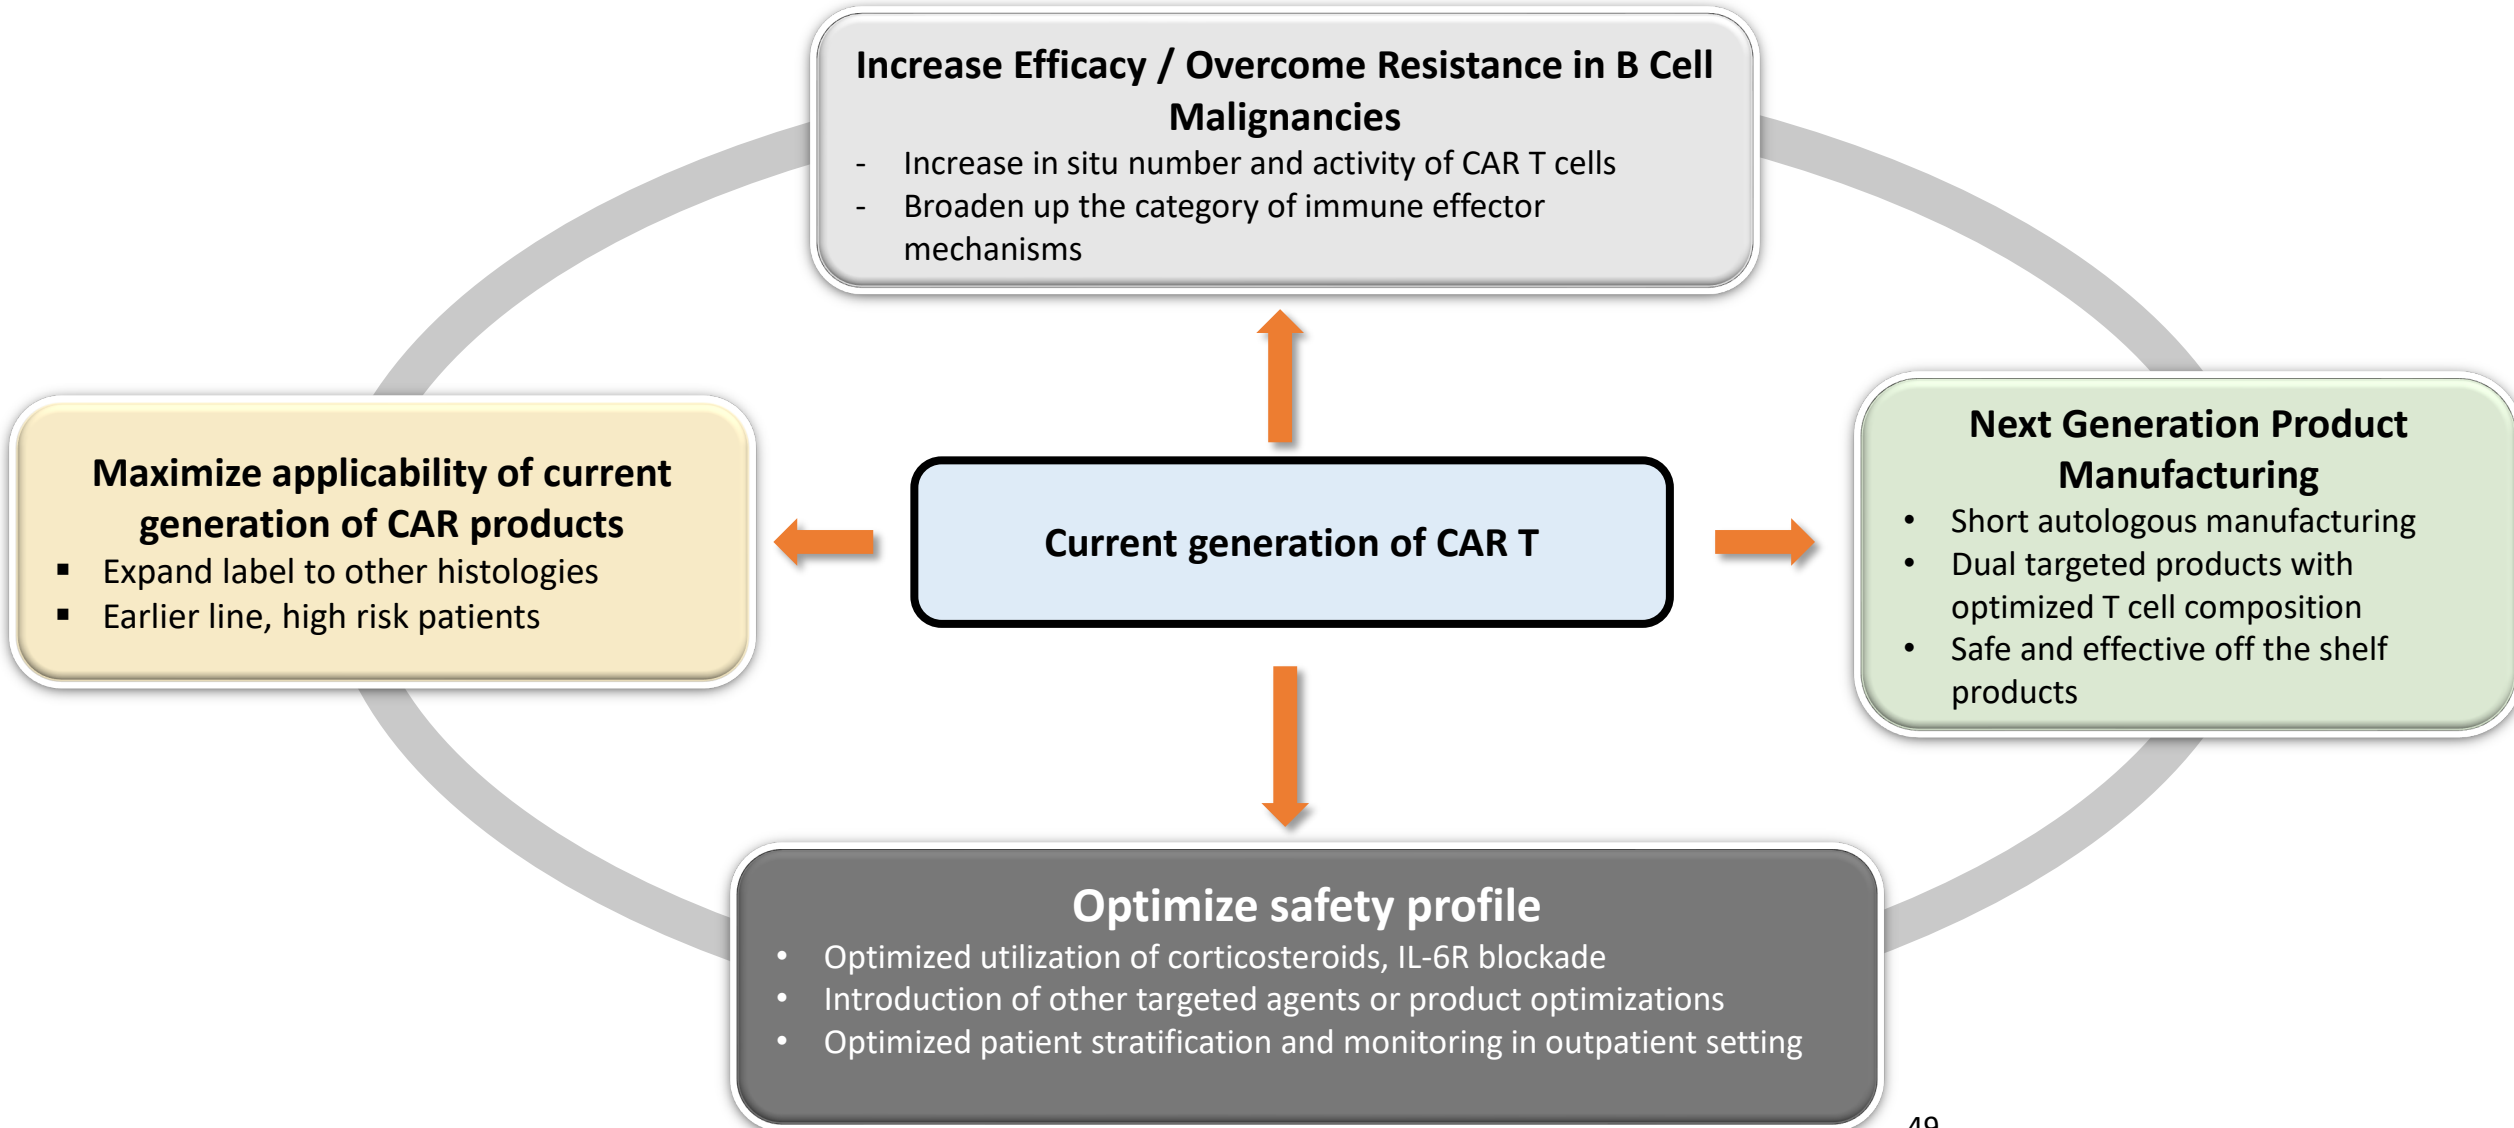 Increase Efficacy / Overcome Resistance in B Cell
Malignancies
- Increase in situ number and activity of CAR T cells
- Broaden up the category of immune effector
mechanisms
Maximize applicability of current
generation of CAR products
▪ Expand label to other histologies
▪ Earlier line, high risk patients
Current generation of CAR T
Next Generation Product
Manufacturing
• Short autologous manufacturing
• Dual targeted products with
optimized T cell composition
• Safe and effective off the shelf
products
Optimize safety profile
• Optimized utilization of corticosteroids, IL-6R blockade
• Introduction of other targeted agents or product optimizations
• Optimized patient stratification and monitoring in outpatient setting
49